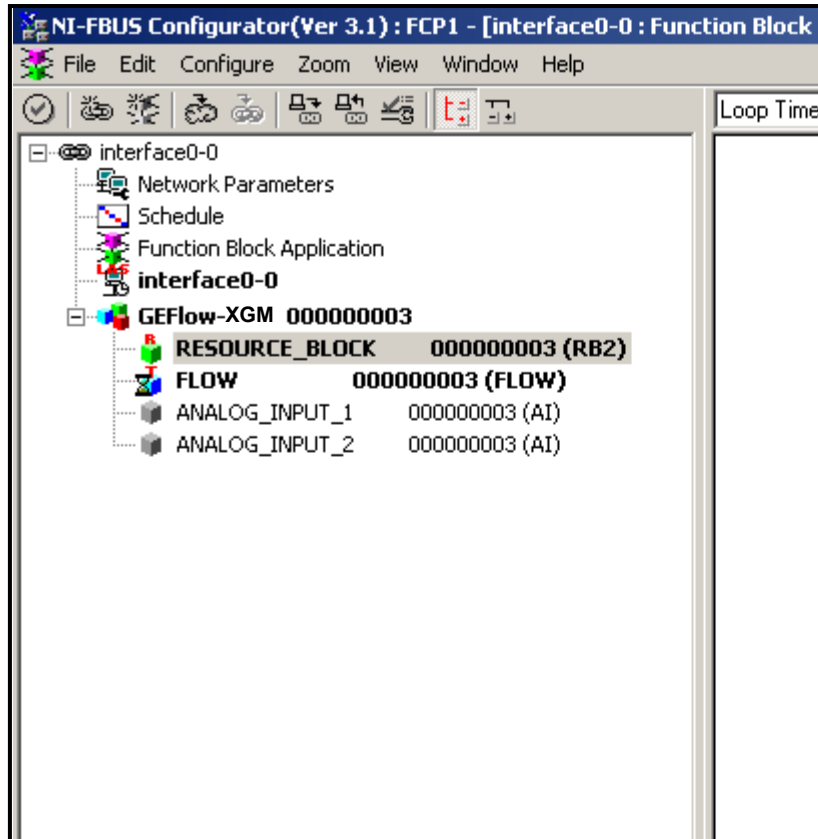 NI-FBUS Configurator(Ver 3.1) : FCP1 - [interface0-0 : Function Block
File Edit Configure Zoom View Window Help
Loop Time
interface0-0
Network Parameters
Schedule
Function Block Application
LAS
interface0-0
GEFlow-XGM 000000003
R
RESOURCE_BLOCK 000000003 (RB2)
T
FLOW 000000003 (FLOW)
ANALOG_INPUT_1 000000003 (AI)
ANALOG_INPUT_2 000000003 (AI)